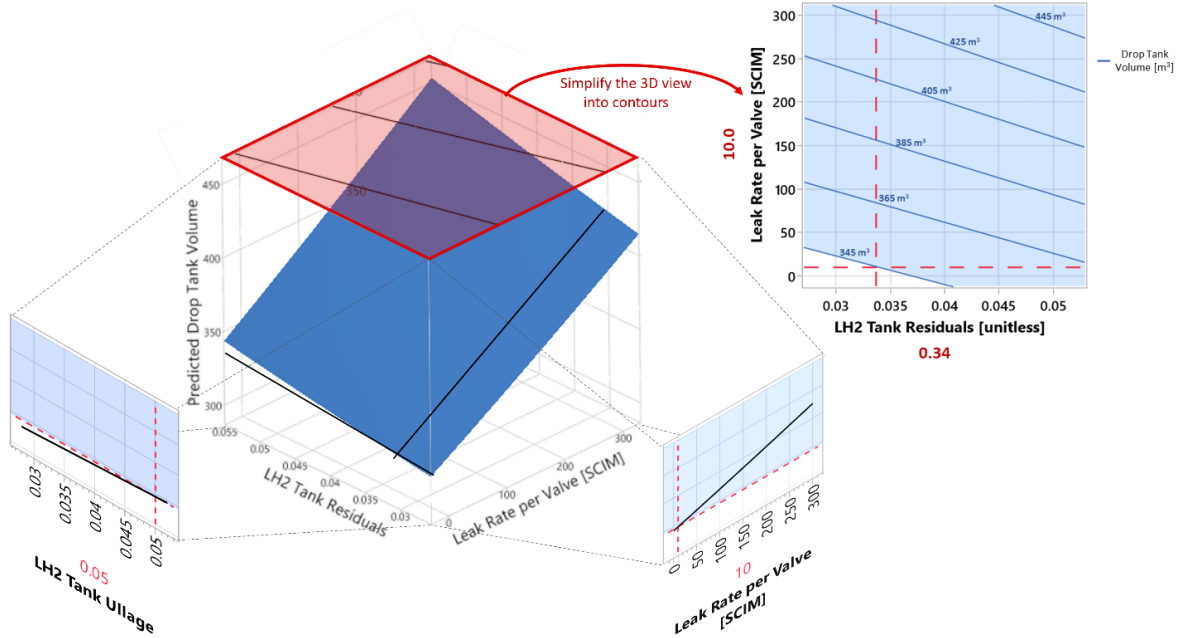 Simplify the 3D view
into contours
Predicted Drop Tank Volume
450
400
350
300
350
0.055
0.05
0.045
0.04
0.035
0.03
LH2 Tank Residuals
0
100
200
300
Leak Rate per Valve [SCIM]
10.0
Leak Rate per Valve [SCIM]
300
250
200
150
100
50
0
445 m³
425 m³
405 m³
385 m³
365 m³
345 m³
0.03
0.035
0.04
0.045
0.05
LH2 Tank Residuals [unitless]
0.34
Drop Tank
Volume [m³]
0.03
0.035
0.04
0.045
0.05
0.05
LH2 Tank Ullage
0
50
100
150
200
250
300
10
Leak Rate per Valve
[SCIM]